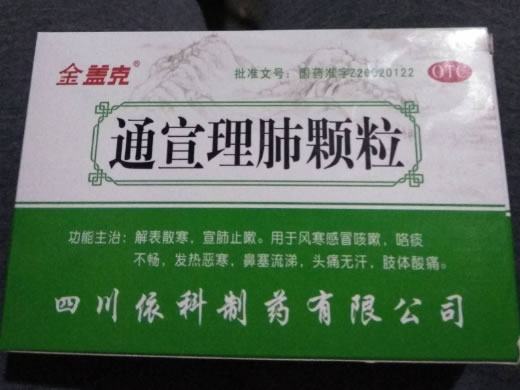 金盖克®
批准文号：国药准字Z20020122
OTC
通宣理肺颗粒
功能主治：解表散寒，宣肺止嗽。用于风寒感冒咳嗽，咯痰
不畅，发热恶寒，鼻塞流涕，头痛无汗，肢体酸痛。
四川依科制药有限公司